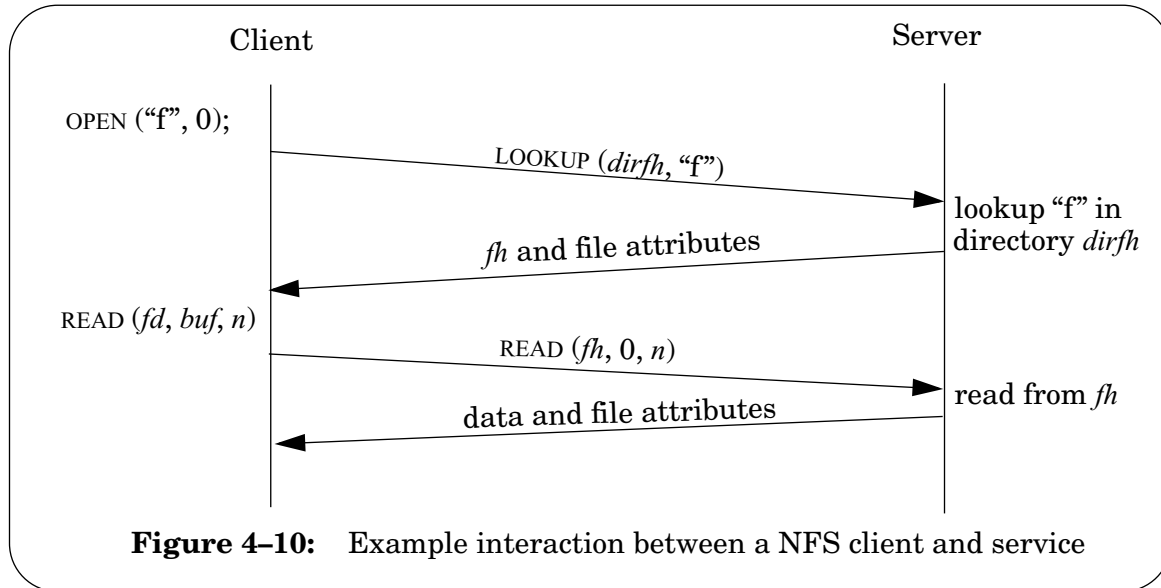 Client
Server
OPEN (“f”, 0);
LOOKUP (dirfh, “f”)
lookup “f” in
directory dirfh
fh and file attributes
READ (fd, buf, n)
READ (fh, 0, n)
read from fh
data and file attributes
Figure 4–10: Example interaction between a NFS client and service